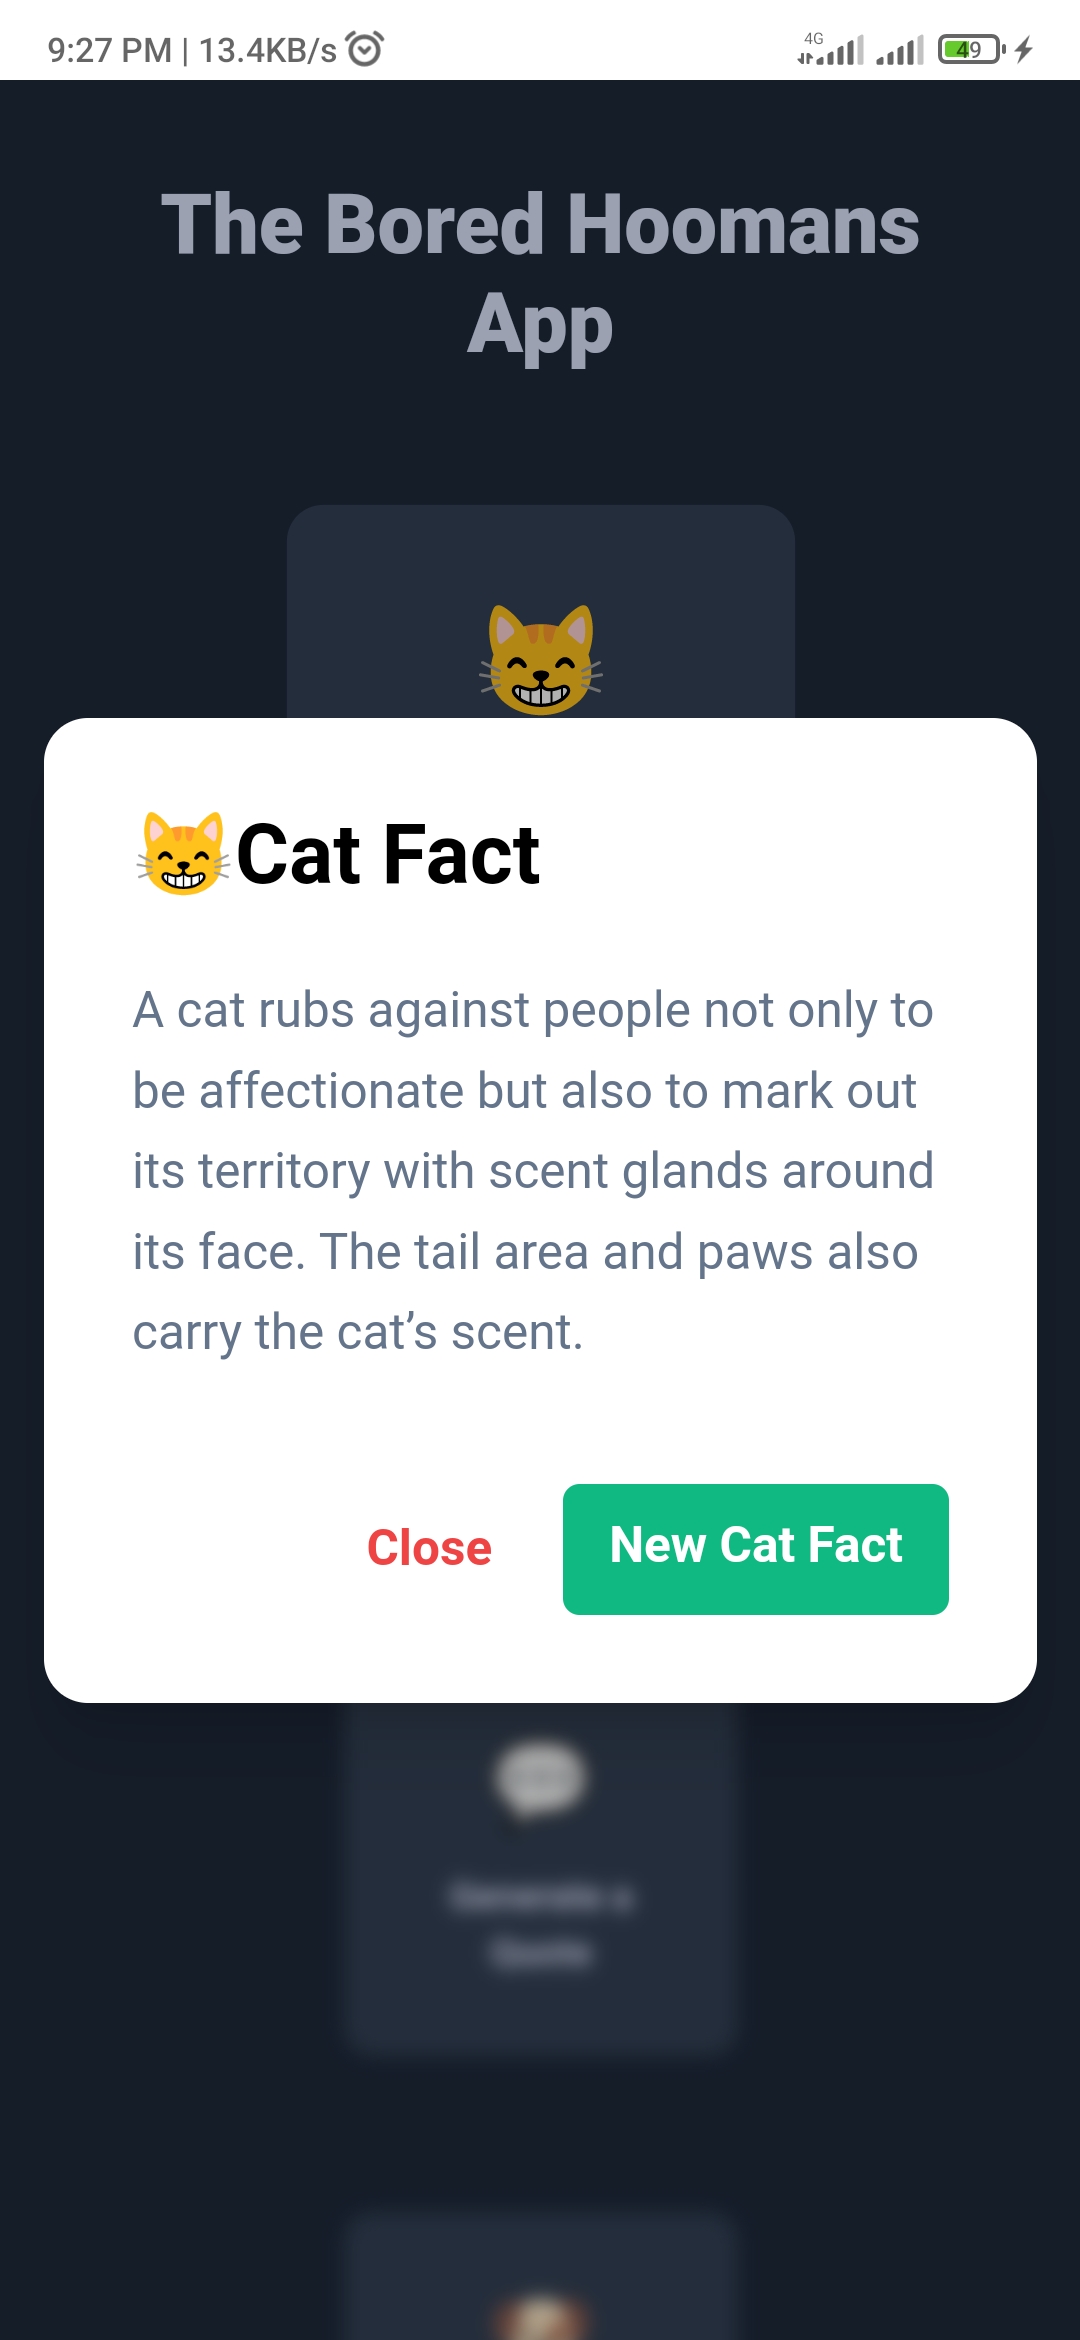 9:27 PM | 13.4KB/s
4G
49
The Bored Hoomans
App
Cat Fact
A cat rubs against people not only to
be affectionate but also to mark out
its territory with scent glands around
its face. The tail area and paws also
carry the cat’s scent.
Close
New Cat Fact
Generate a
Quote